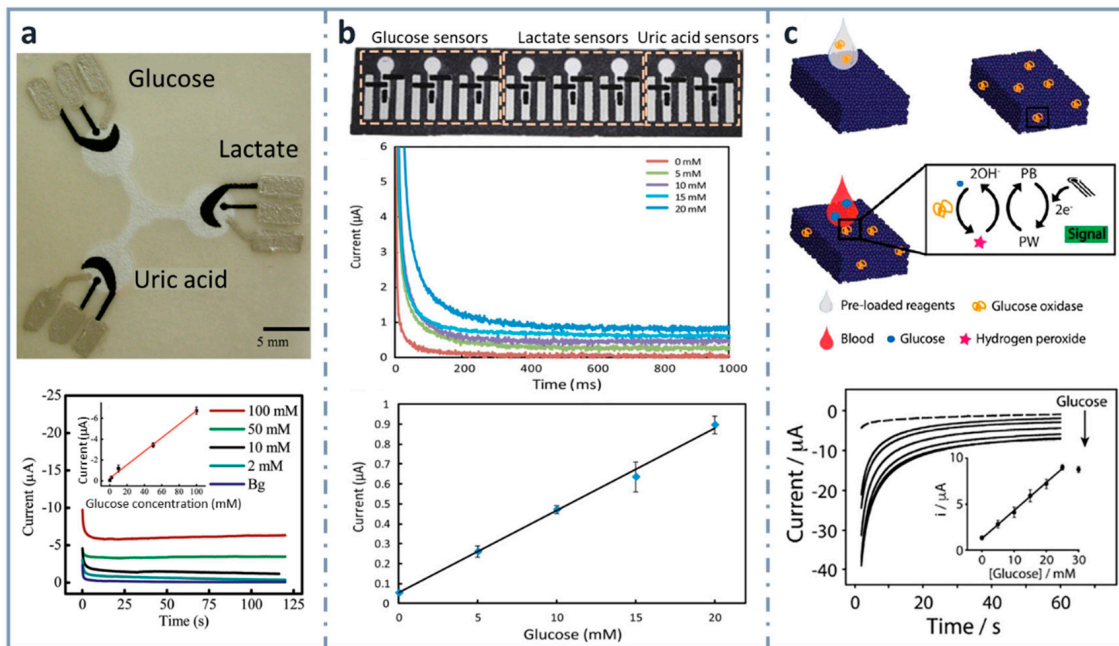 a
Glucose
Lactate
Uric acid
5 mm
-25
-20
-15
-10
-5
0
Current (µA)
0 25 50 75 100 125
Time (s)
100 mM
50 mM
10 mM
2 mM
Bg
-6
-4
-2
0
Current(µA)
0 20 40 60 80 100
Glucose concentration (mM)
b
Glucose sensors Lactate sensors Uric acid sensors
6
5
4
3
2
1
0
Current (µA)
0 mM
5 mM
10 mM
15 mM
20 mM
0 200 400 600 800 1000
Time (ms)
1
0.9
0.8
0.7
0.6
0.5
0.4
0.3
0.2
0.1
0
Current (µA)
0 5 10 15 20
Glucose (mM)
c
2OH⁻ PB
2e⁻
PW
Signal
Pre-loaded reagents Glucose oxidase
Blood Glucose Hydrogen peroxide
0
-10
-20
-30
-40
Current / µA
Glucose
10
5
0
i / µA
0 10 20 30
[Glucose] / mM
0 20 40 60
Time / s